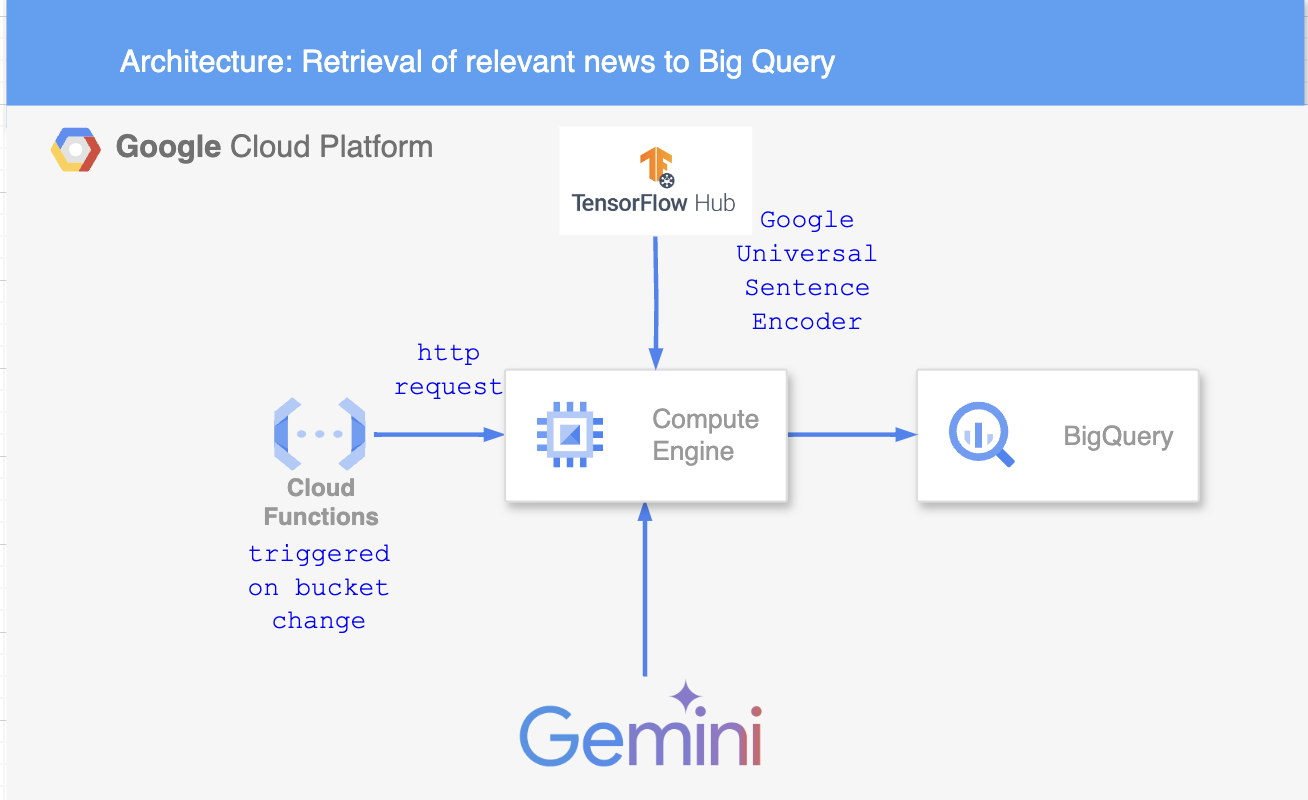 Architecture: Retrieval of relevant news to Big Query
Google Cloud Platform
TensorFlow Hub
Google
Universal
Sentence
Encoder
http
request
Compute
Engine
BigQuery
Cloud
Functions
triggered
on bucket
change
Gemini